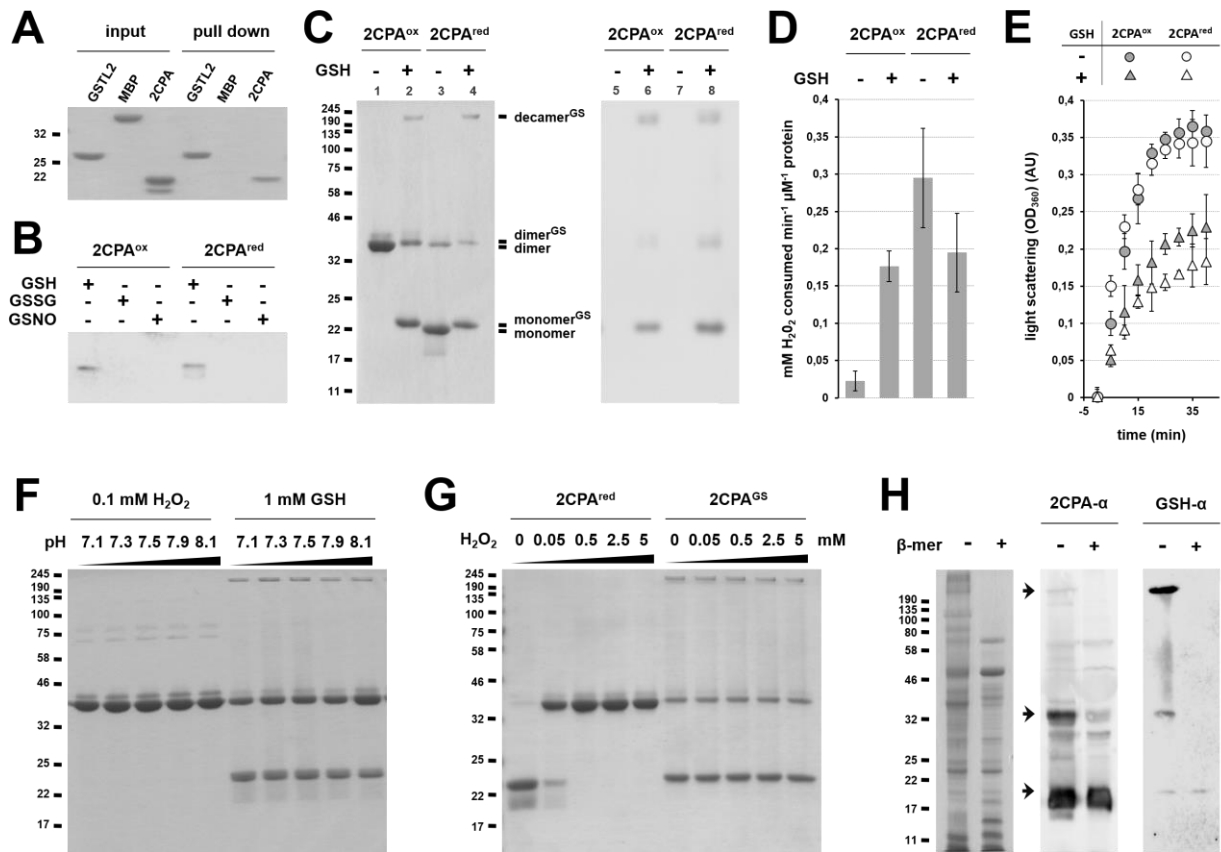 A
input pull down
GSTL2 MBP 2CPA GSTL2 MBP 2CPA
32
25
22
B
2CPAox 2CPAred
GSH + - - + - -
GSSG - + - - + -
GSNO - - + - - +
C
2CPAox 2CPAred 2CPAox 2CPAred
GSH - + - + - + - +
1 2 3 4 5 6 7 8
245
190
135
100
75
58
46
32
22
17
11
decamerGS
dimerGS
dimer
monomerGS
monomer
D
2CPAox 2CPAred
GSH - + - +
mM H2O2 consumed min-1 µM-1 protein
0,4
0,35
0,3
0,25
0,2
0,15
0,1
0,05
0
E
GSH 2CPAox 2CPAred
-
+
light scattering (OD360) (AU)
0,4
0,35
0,3
0,25
0,2
0,15
0,1
0,05
0
-5 15 35
time (min)
F
0.1 mM H2O2 1 mM GSH
pH 7.1 7.3 7.5 7.9 8.1 7.1 7.3 7.5 7.9 8.1
245
190
135
100
75
58
46
32
25
22
17
G
2CPAred 2CPAGS
H2O2 0 0.05 0.5 2.5 5 0 0.05 0.5 2.5 5 mM
245
190
135
100
75
58
46
32
25
22
17
H
2CPA-α GSH-α
β-mer - + - + - +
190
135
100
80
58
46
32
22
17
11